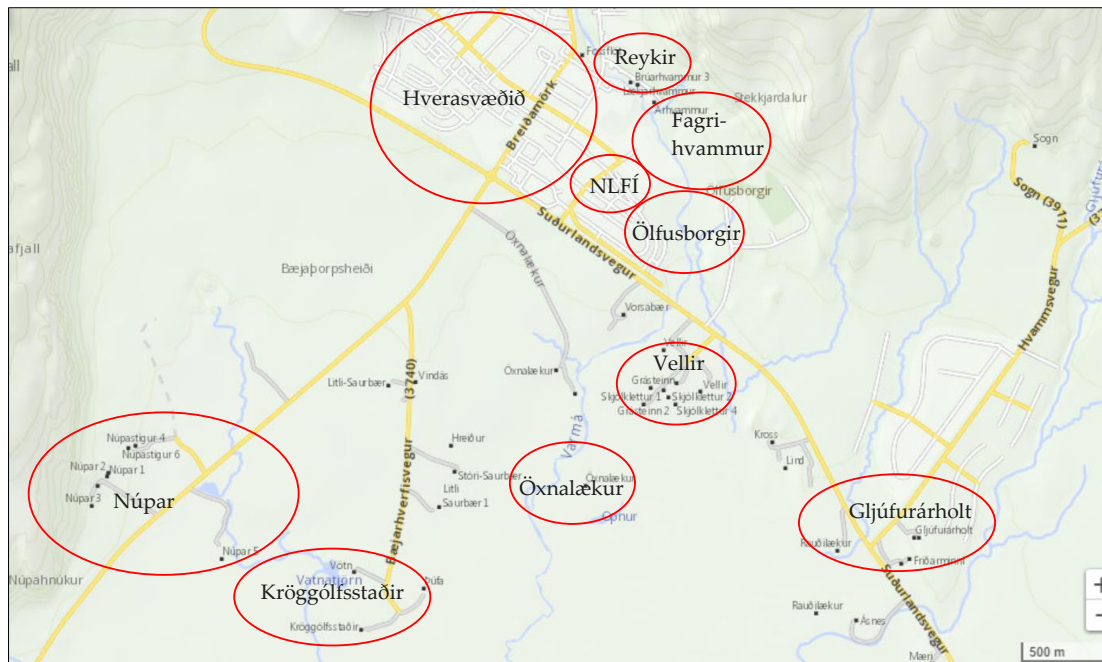 Fossflöt
Reykir
Brúarhvammur 3
Stekkjardalur
Hverasvæðið
Breiðamörk
Árhvammur
Fagri-
hvammur
Sogn
NLFÍ
Ölfusborgir
Sogn (3911)
Ölfusborgir
Suðurlandsvegur
Öxnalækur
afjall
Bæjaþorpsheiði
Hvammsvegur
Vorsabær
Vellir
Vellir
Öxnalækur
Litli-Saurbær
Vindás
(3740)
Grásteinn
Vellir
Skjólklettur 1
Skjólklettur 2
Grásteinn 2
Skjólklettur 4
Varmá
Núpastígur 4
Núpastígur 6
Hreiður
Kross
Lind
Núpar 2
Núpar 1
Núpar 3
Núpar
Stóri-Saurbær
Litli
Saurbær 1
Öxnalækur
Öxnalækur
Opnur
Gljúfurárholt
Gljúfurárholt
Bæjarhverfisvegur
Núpar 5
Rauðilækur
Friðarminni
Núpahnúkur
Vötn
Vatnatjörn
Þúfa
Kröggólfsstaðir
Kröggólfsstaðir
Rauðilækur
Ásnes
Suðurlandsvegur
Mæri
+
−
500 m